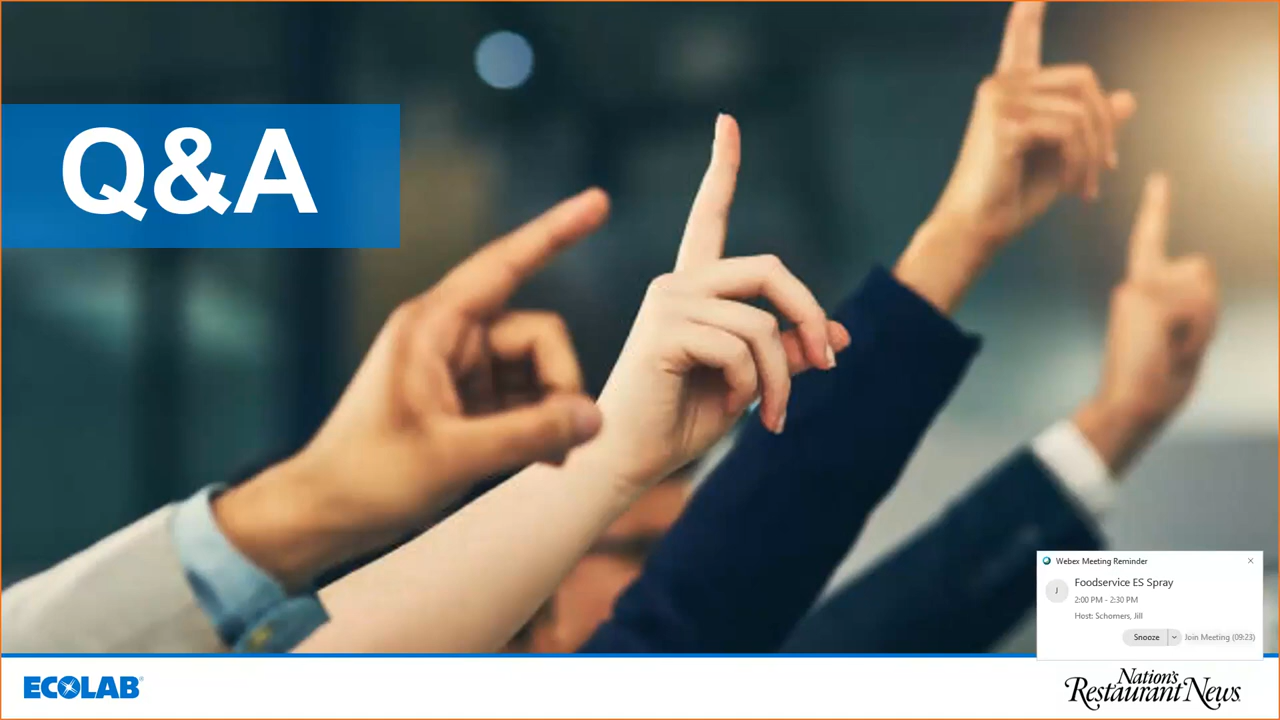 Q&A
Webex Meeting Reminder
J
Foodservice ES Spray
2:00 PM - 2:30 PM
Host: Schomers, Jill
Snooze
Join Meeting (09:23)
ECOLAB®
Nation's
Restaurant News